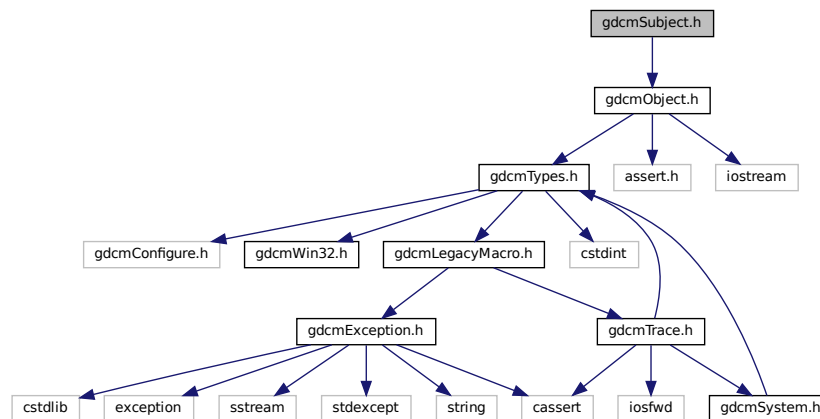 gdcmSubject.h
gdcmObject.h
gdcmTypes.h
assert.h
iostream
gdcmConfigure.h
gdcmWin32.h
gdcmLegacyMacro.h
cstdint
gdcmException.h
gdcmTrace.h
cstdlib
exception
sstream
stdexcept
string
cassert
iosfwd
gdcmSystem.h